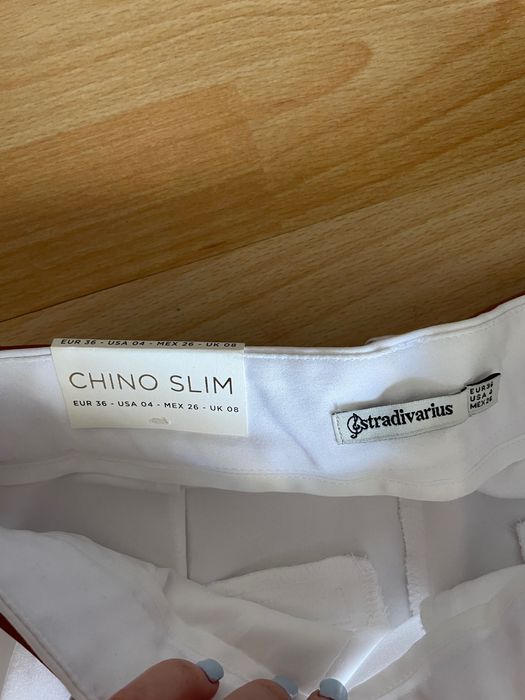 EUR 36 - USA 04 - MEX 26 - UK 08
CHINO SLIM
EUR 36 - USA 04 - MEX 26 - UK 08
stradivarius
EUR 36
USA 4
MEX 26